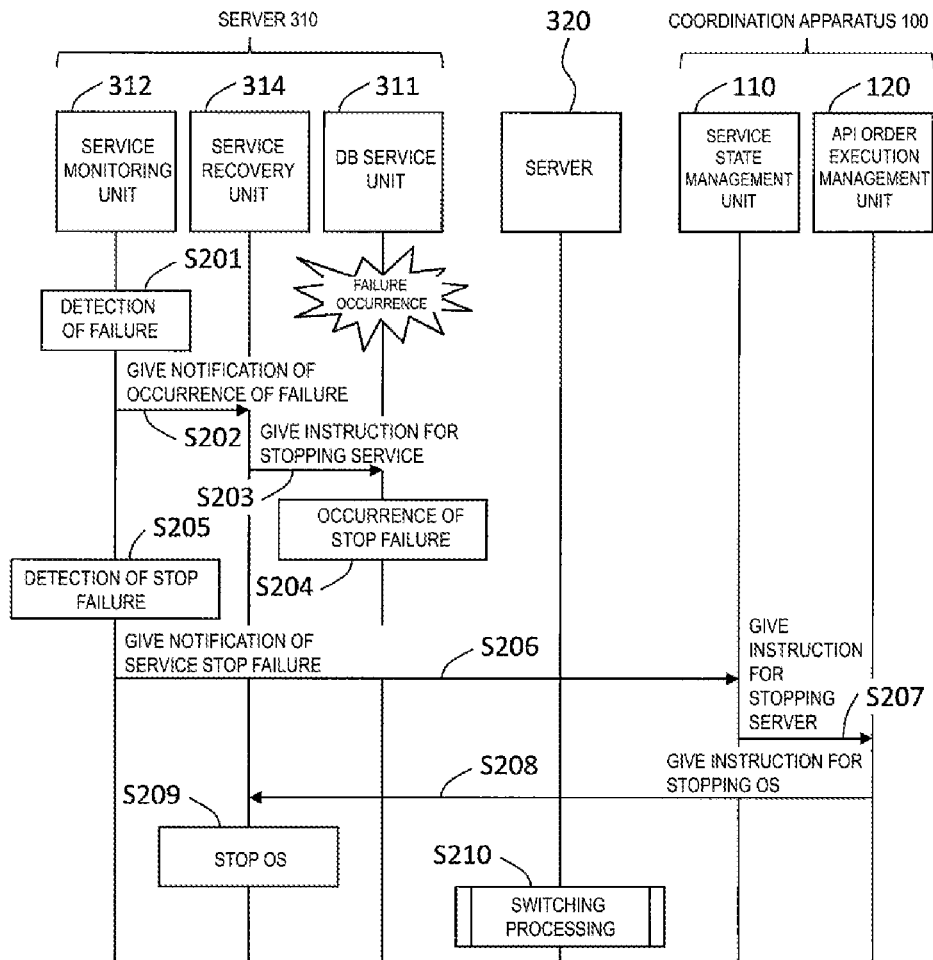 SERVER 310
320
COORDINATION APPARATUS 100
312
314
311
110
120
SERVICE
MONITORING
UNIT
SERVICE
RECOVERY
UNIT
DB SERVICE
UNIT
SERVER
SERVICE
STATE
MANAGEMENT
UNIT
API ORDER
EXECUTION
MANAGEMENT
UNIT
S201
DETECTION
OF FAILURE
FAILURE
OCCURRENCE
GIVE NOTIFICATION OF
OCCURRENCE OF FAILURE
S202
GIVE INSTRUCTION FOR
STOPPING SERVICE
S203
OCCURRENCE OF
STOP FAILURE
S204
S205
DETECTION OF STOP
FAILURE
GIVE NOTIFICATION OF
SERVICE STOP FAILURE
S206
GIVE
INSTRUCTION
FOR
STOPPING
SERVER
S207
GIVE INSTRUCTION FOR
STOPPING OS
S208
S209
STOP OS
S210
SWITCHING
PROCESSING